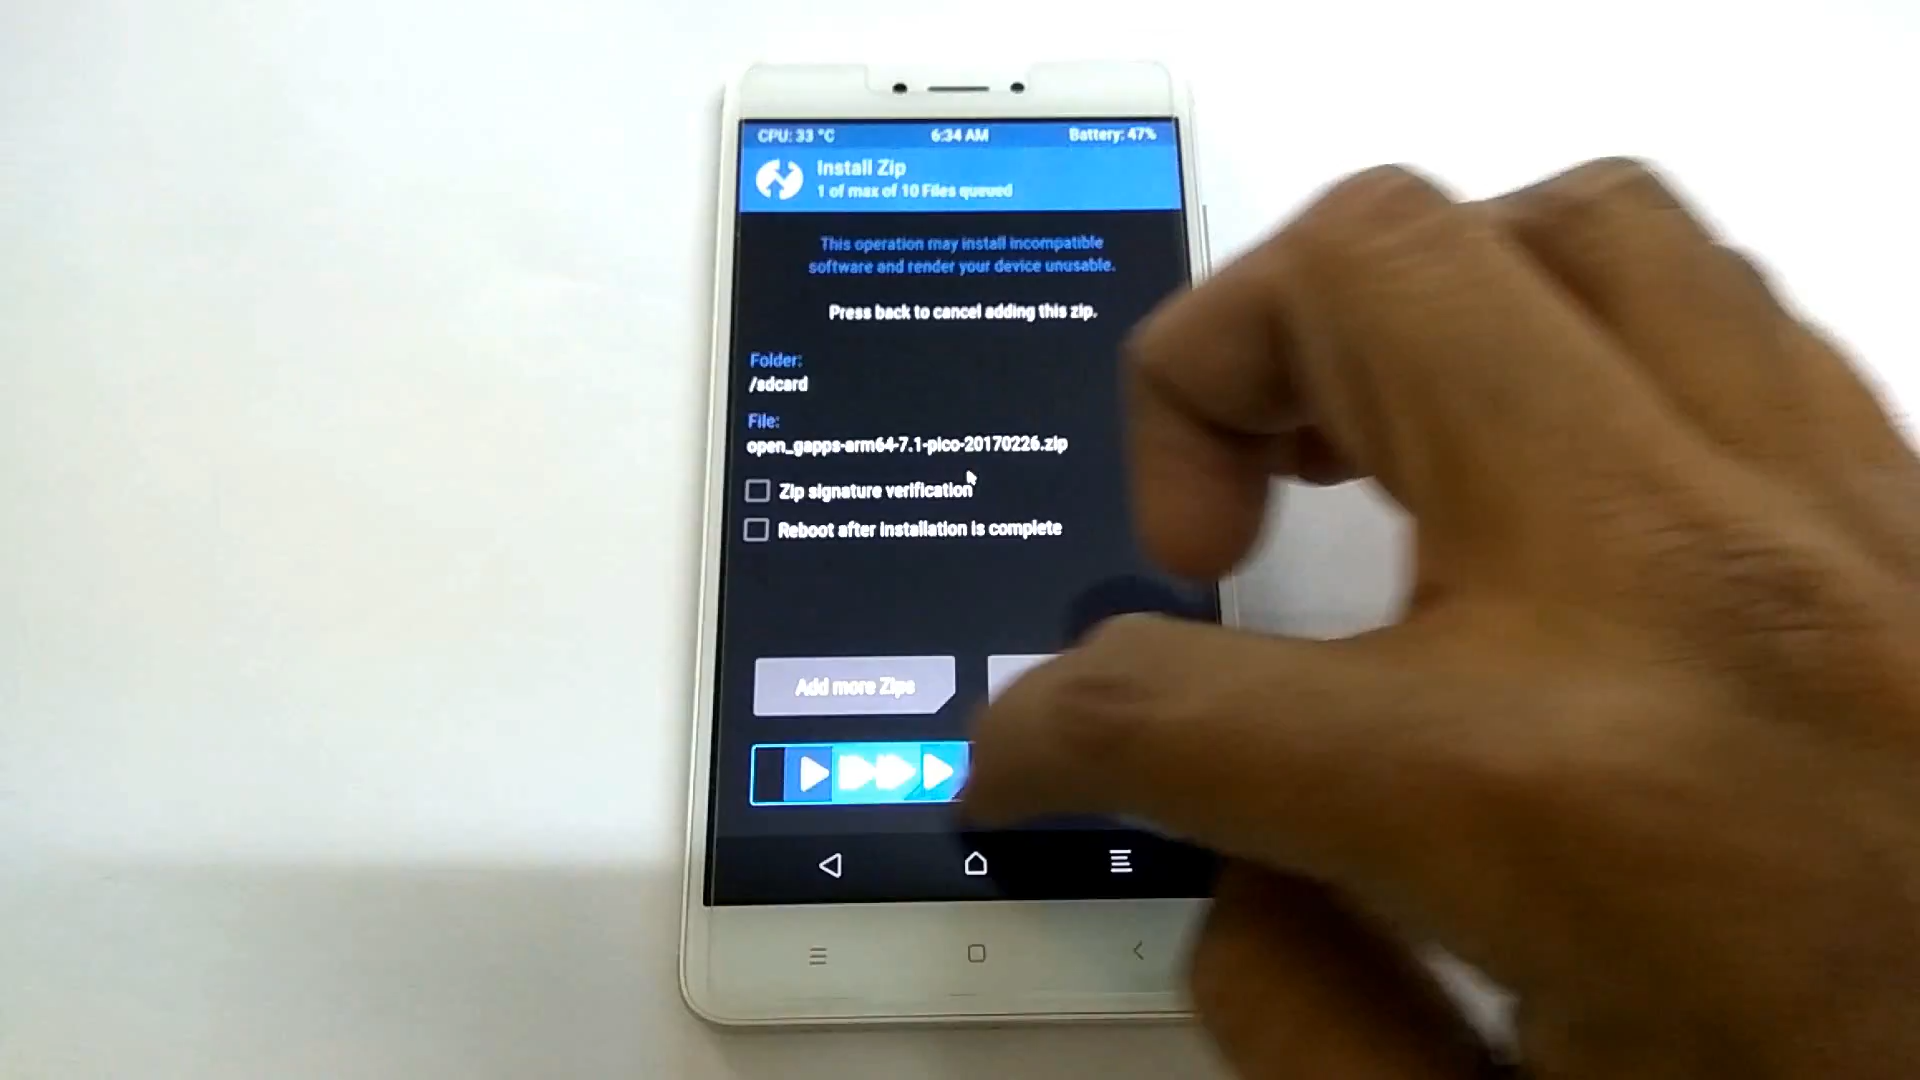 CPU: 33 °C 6:34 AM Battery: 47%
Install Zip
1 of max of 10 Files queued
This operation may install incompatible
software and render your device unusable.
Press back to cancel adding this zip.
Folder:
/sdcard
File:
open_gapps-arm64-7.1-pico-20170226.zip
Zip signature verification
Reboot after installation is complete
Add more Zips